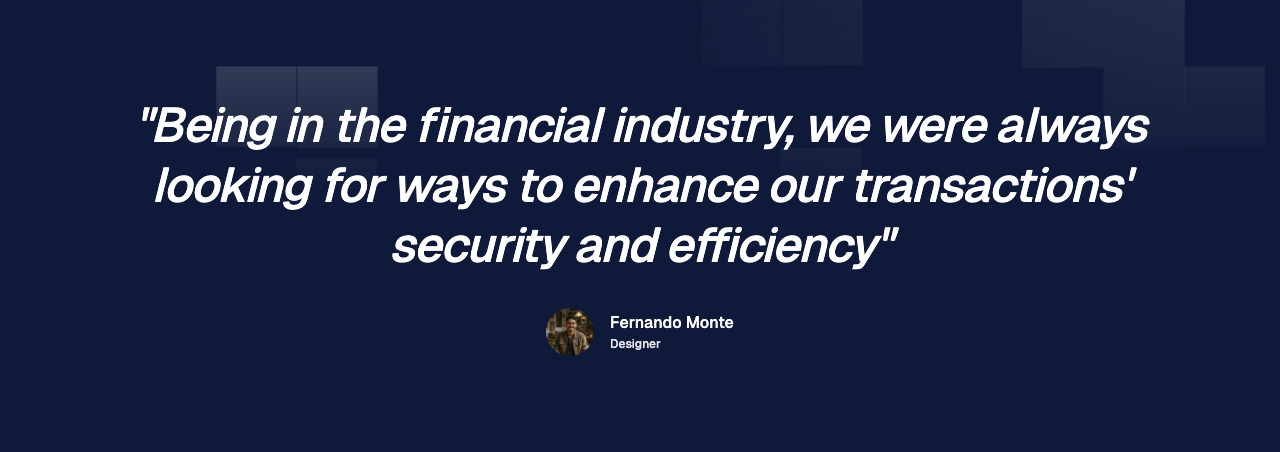 "Being in the financial industry, we were always
looking for ways to enhance our transactions'
security and efficiency"
Fernando Monte
Designer